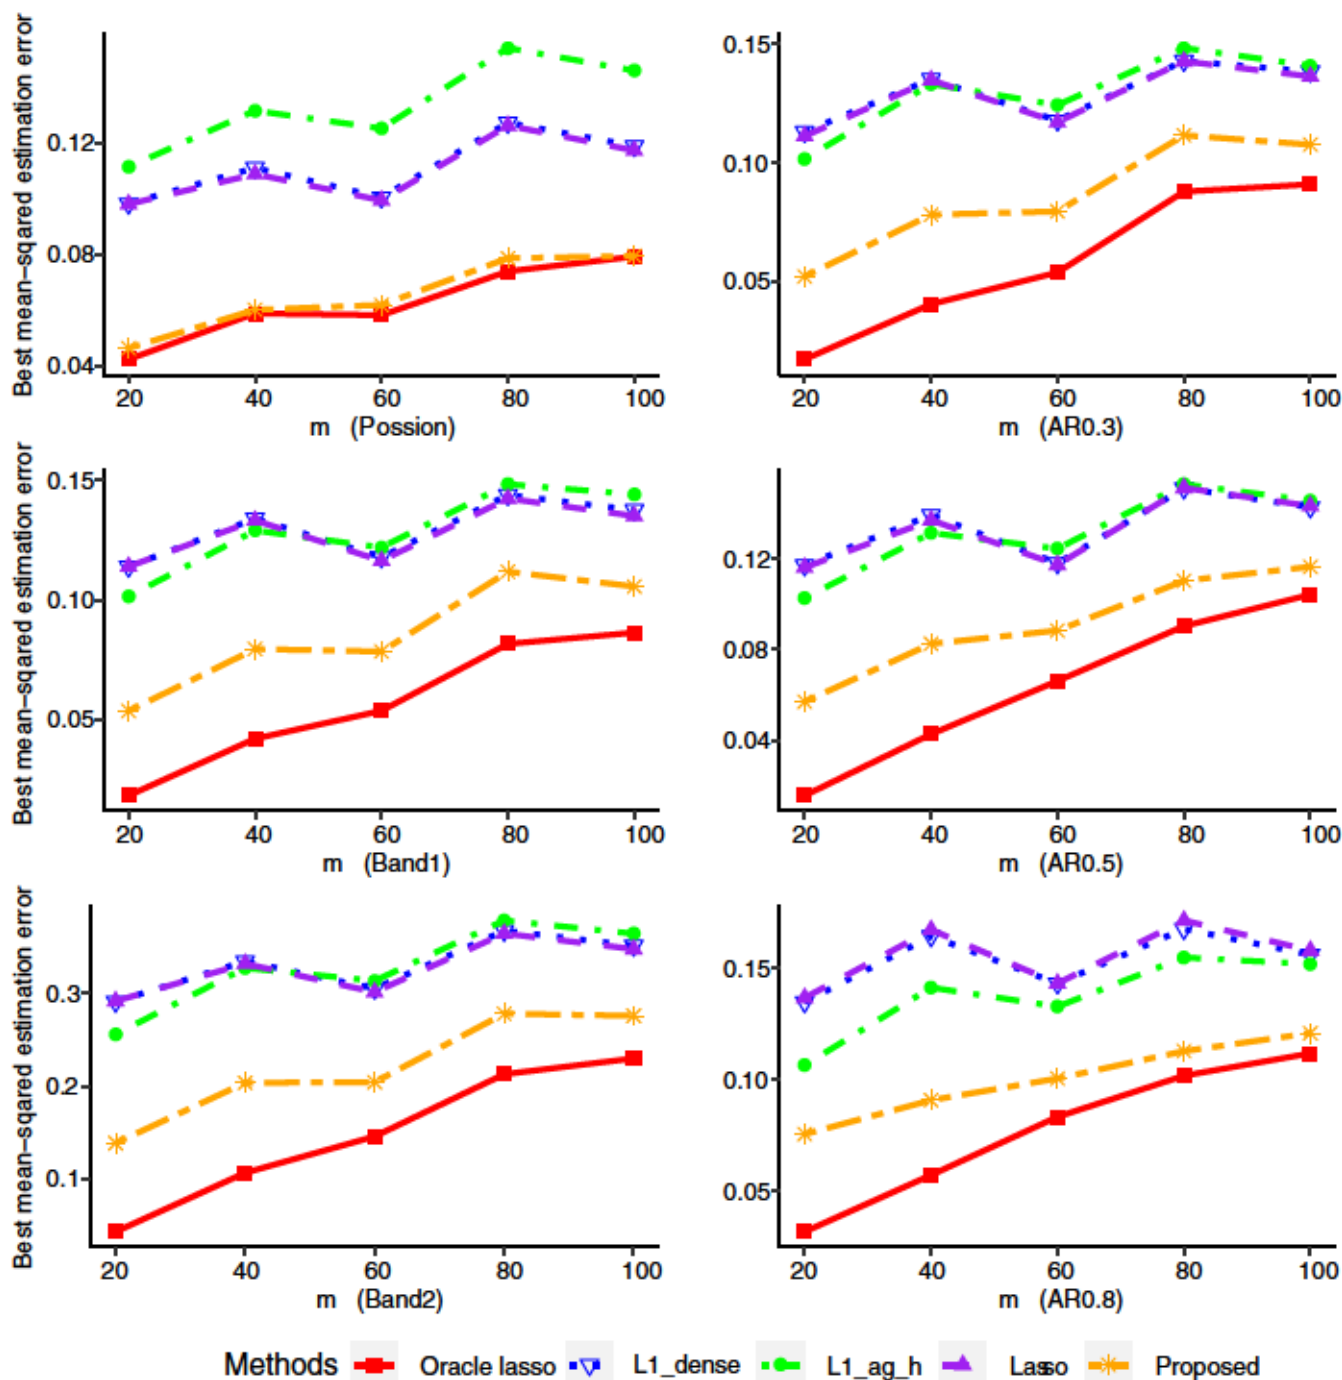 Best mean-sqared estimation error
0.12
0.08
0.04
20 40 60 80 100
m (Possion)
0.15
0.10
0.05
20 40 60 80 100
m (AR0.3)
Best mean-sqared estimation error
0.15
0.10
0.05
20 40 60 80 100
m (Band1)
0.12
0.08
0.04
20 40 60 80 100
m (AR0.5)
Best mean-sqared estimation error
0.3
0.2
0.1
20 40 60 80 100
m (Band2)
0.15
0.10
0.05
20 40 60 80 100
m (AR0.8)
Methods Oracle lasso L1_dense L1_ag_h Lasso Proposed